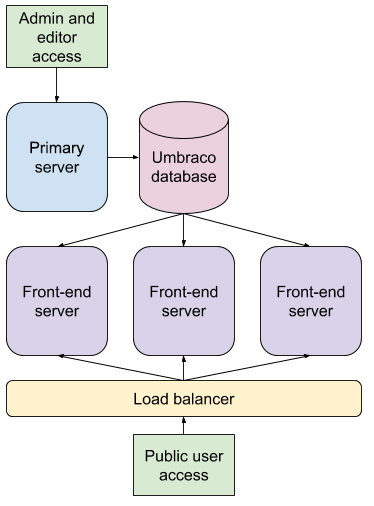 Admin and
editor
access
Primary
server
Umbraco
database
Front-end
server
Front-end
server
Front-end
server
Load balancer
Public user
access